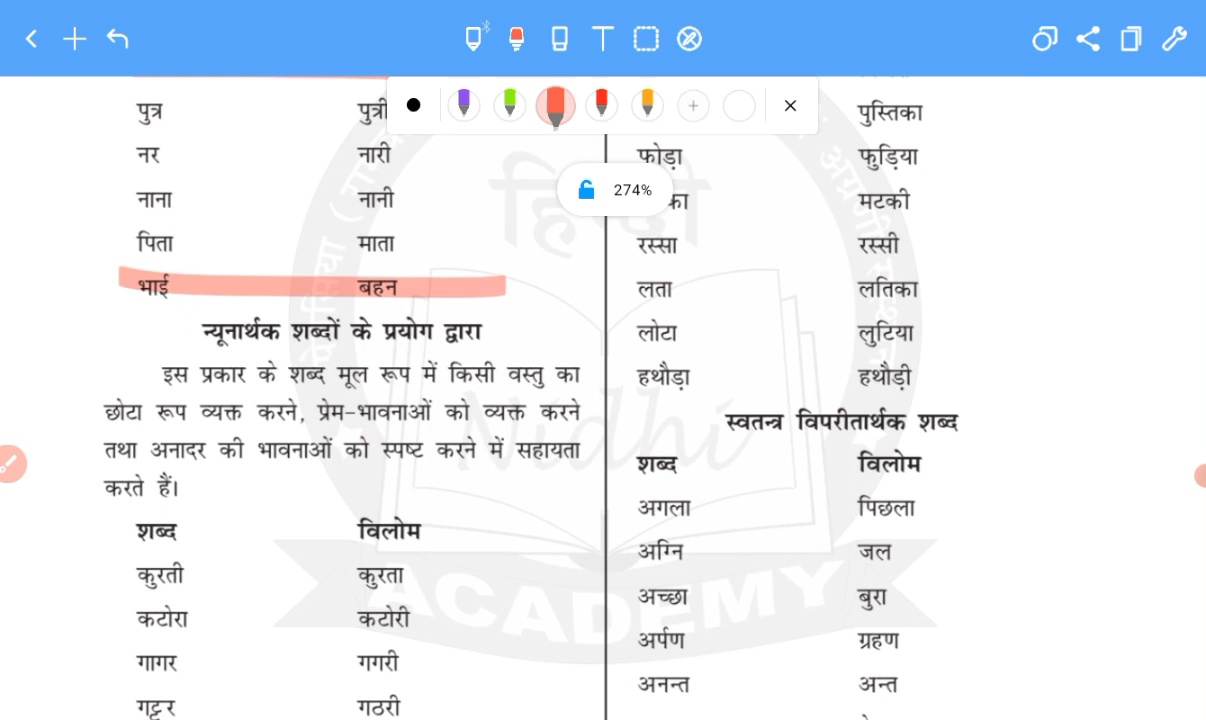 पुत्र पुत्री
नर नारी
नाना नानी
पिता माता
भाई बहन
न्यूनार्थक शब्दों के प्रयोग द्वारा
इस प्रकार के शब्द मूल रूप में किसी वस्तु का
छोटा रूप व्यक्त करने, प्रेम-भावनाओं को व्यक्त करने
तथा अनादर की भावनाओं को स्पष्ट करने में सहायता
करते हैं।
शब्द विलोम
कुरती कुरता
कटोरा कटोरी
गागर गगरी
गट्ठर गठरी
274%
पुस्तिका
फोड़ा फुड़िया
मटकी
रस्सा रस्सी
लता लतिका
लोटा लुटिया
हथौड़ा हथौड़ी
स्वतन्त्र विपरीतार्थक शब्द
शब्द विलोम
अगला पिछला
अग्नि जल
अच्छा बुरा
अर्पण ग्रहण
अनन्त अन्त
हिन्दी
Nidhi
ACADEMY